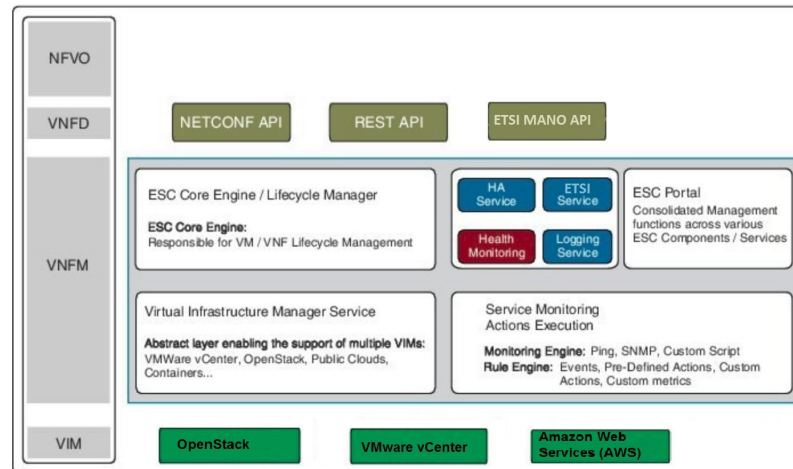 NFVO
VNFD
NETCONF API
REST API
ETSI MANO API
VNFM
ESC Core Engine / Lifecycle Manager
ESC Core Engine:
Responsible for VM / VNF Lifecycle Management
HA
Service
ETSI
Service
Health
Monitoring
Logging
Service
ESC Portal
Consolidated Management
functions across various
ESC Components / Services
Virtual Infrastructure Manager Service
Abstract layer enabling the support of multiple VIMs:
VMWare vCenter, OpenStack, Public Clouds,
Containers...
Service Monitoring
Actions Execution
Monitoring Engine: Ping, SNMP, Custom Script
Rule Engine: Events, Pre-Defined Actions, Custom
Actions, Custom metrics
VIM
OpenStack
VMware vCenter
Amazon Web
Services (AWS)